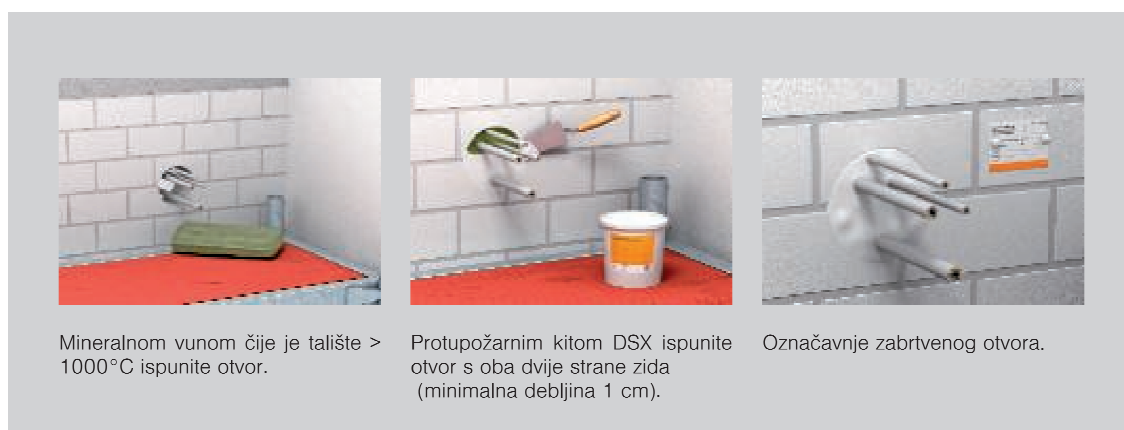 Mineralnom vunom čije je talište >
1000°C ispunite otvor.
Protupožarnim kitom DSX ispunite
otvor s oba dvije strane zida
(minimalna debljina 1 cm).
Označavnje zabrtvenog otvora.